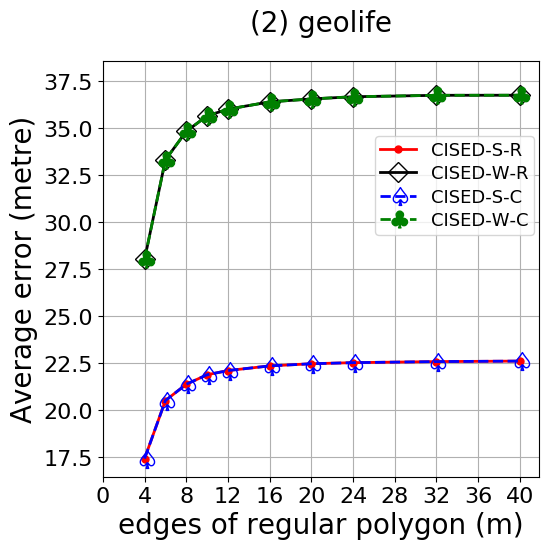 (2) geolife
Average error (metre)
37.5
35.0
32.5
30.0
27.5
25.0
22.5
20.0
17.5
CISED-S-R
CISED-W-R
CISED-S-C
CISED-W-C
0 4 8 12 16 20 24 28 32 36 40
edges of regular polygon (m)